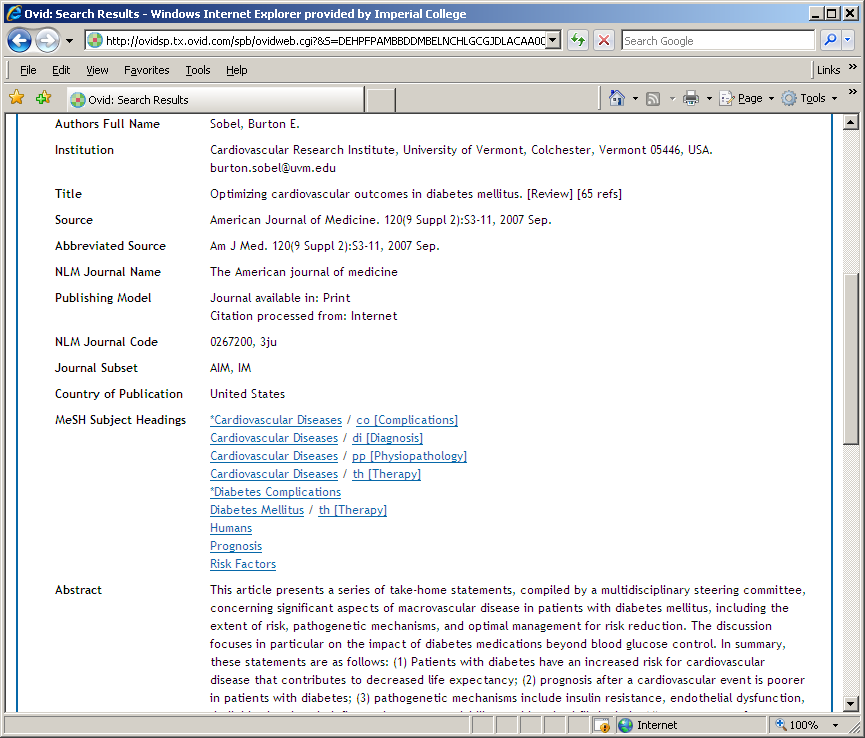 Ovid: Search Results - Windows Internet Explorer provided by Imperial College
http://ovidsp.tx.ovid.com/spb/ovidweb.cgi?&S=DEHPFPAMBBDDMBELNCHLGCGJDLACAA00
Search Google
File Edit View Favorites Tools Help
Links »
Ovid: Search Results
Page Tools »
Authors Full Name Sobel, Burton E.
Institution Cardiovascular Research Institute, University of Vermont, Colchester, Vermont 05446, USA.
burton.sobel@uvm.edu
Title Optimizing cardiovascular outcomes in diabetes mellitus. [Review] [65 refs]
Source American Journal of Medicine. 120(9 Suppl 2):S3-11, 2007 Sep.
Abbreviated Source Am J Med. 120(9 Suppl 2):S3-11, 2007 Sep.
NLM Journal Name The American journal of medicine
Publishing Model Journal available in: Print
Citation processed from: Internet
NLM Journal Code 0267200, 3ju
Journal Subset AIM, IM
Country of Publication United States
MeSH Subject Headings *Cardiovascular Diseases / co [Complications]
Cardiovascular Diseases / di [Diagnosis]
Cardiovascular Diseases / pp [Physiopathology]
Cardiovascular Diseases / th [Therapy]
*Diabetes Complications
Diabetes Mellitus / th [Therapy]
Humans
Prognosis
Risk Factors
Abstract This article presents a series of take-home statements, compiled by a multidisciplinary steering committee,
concerning significant aspects of macrovascular disease in patients with diabetes mellitus, including the
extent of risk, pathogenetic mechanisms, and optimal management for risk reduction. The discussion
focuses in particular on the impact of diabetes medications beyond blood glucose control. In summary,
these statements are as follows: (1) Patients with diabetes have an increased risk for cardiovascular
disease that contributes to decreased life expectancy; (2) prognosis after a cardiovascular event is poorer
in patients with diabetes; (3) pathogenetic mechanisms include insulin resistance, endothelial dysfunction,
Internet 100%